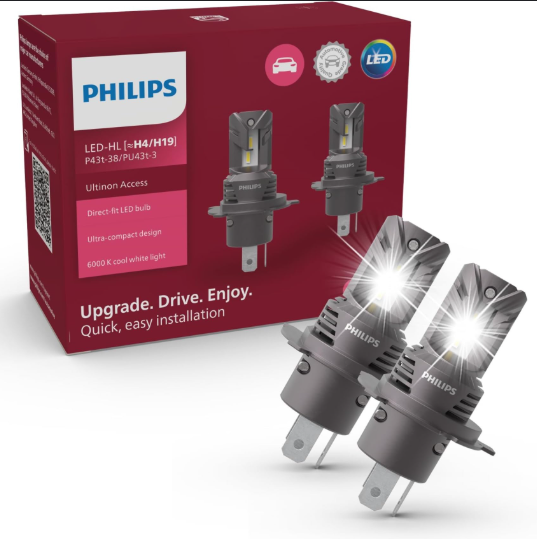 PHILIPS
LED-HL [≈H4/H19]
P43t-38/PU43t-3
Ultinon Access
Direct-fit LED bulb
Ultra-compact design
6000 K cool white light
Upgrade. Drive. Enjoy.
Quick, easy installation
LED
PHILIPS
PHILIPS
PHILIPS
PHILIPS